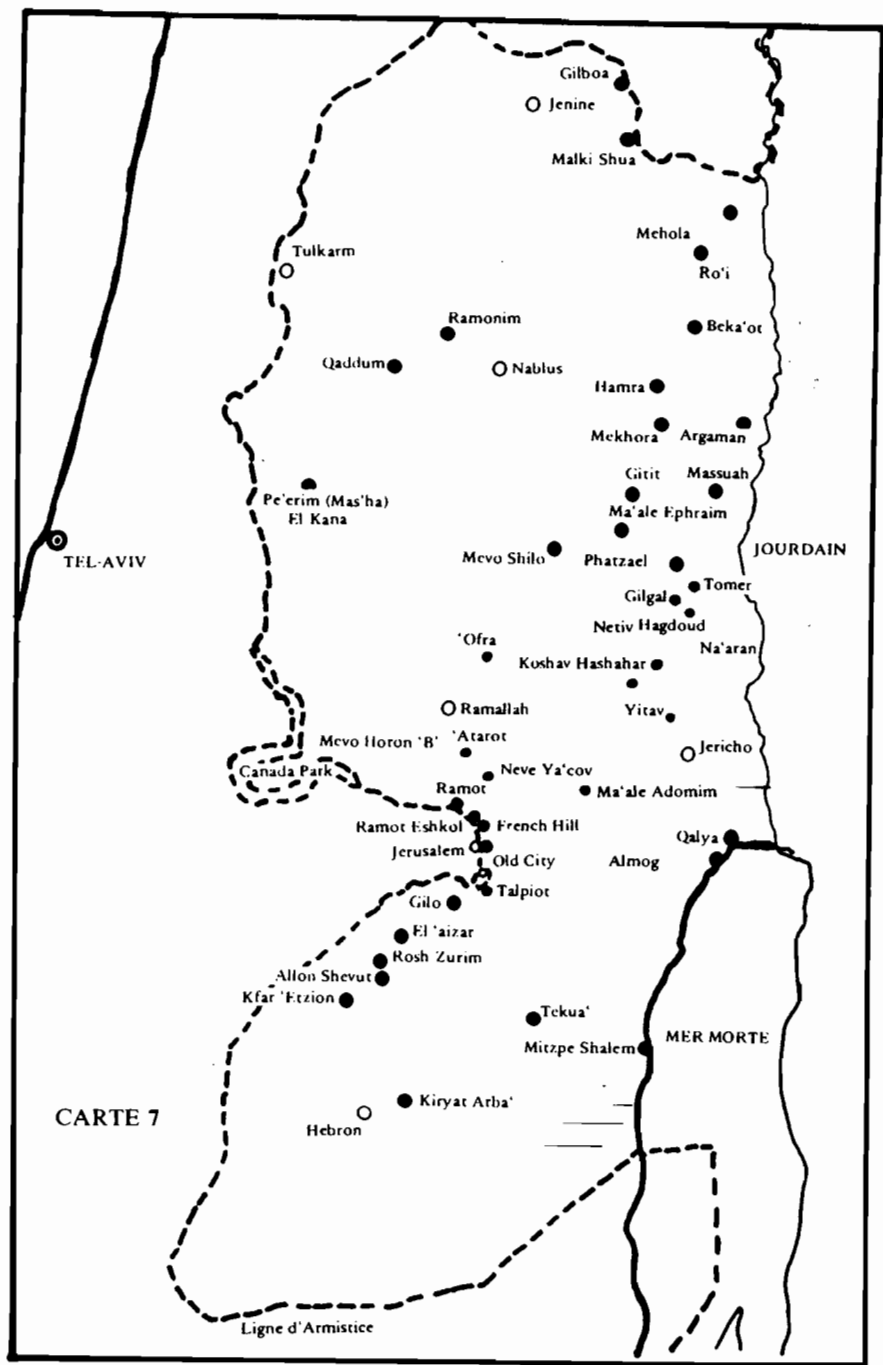 Gilboa
Jenine
Malki Shua
Mehola
Ro'i
Tulkarm
Ramonim
Beka'ot
Qaddum
Nablus
Hamra
Mekhora
Argaman
Gitit
Massuah
Pe'erim (Mas'ha)
El Kana
Ma'ale Ephraim
TEL-AVIV
Mevo Shilo
Phatzael
JOURDAIN
Tomer
Gilgal
Netiv Hagdoud
'Ofra
Na'aran
Koshav Hashahar
Ramallah
Yitav
Mevo Horon 'B'
'Atarot
Jericho
Canada Park
Neve Ya'cov
Ramot
Ma'ale Adomim
Ramot Eshkol
French Hill
Qalya
Jerusalem
Old City
Almog
Talpiot
Gilo
El 'aizar
Rosh Zurim
Allon Shevut
Kfar 'Etzion
Tekua'
Mitzpe Shalem
MER MORTE
CARTE 7
Kiryat Arba'
Hebron
Ligne d'Armistice